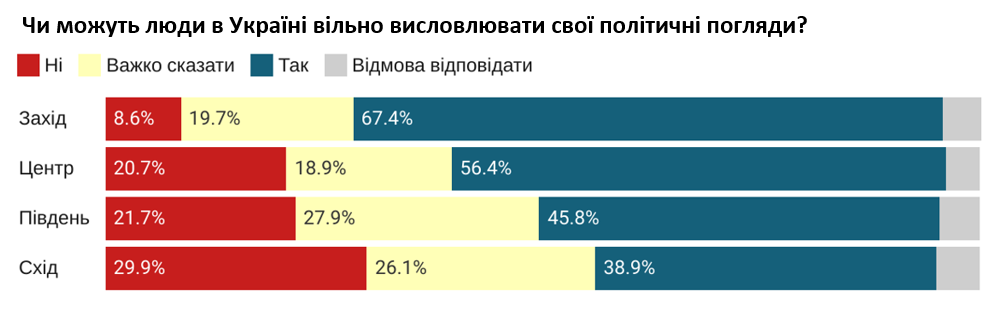 Чи можуть люди в Україні вільно висловлювати свої політичні погляди?
Ні Важко сказати Так Відмова відповідати
Захід 8.6% 19.7% 67.4%
Центр 20.7% 18.9% 56.4%
Південь 21.7% 27.9% 45.8%
Схід 29.9% 26.1% 38.9%